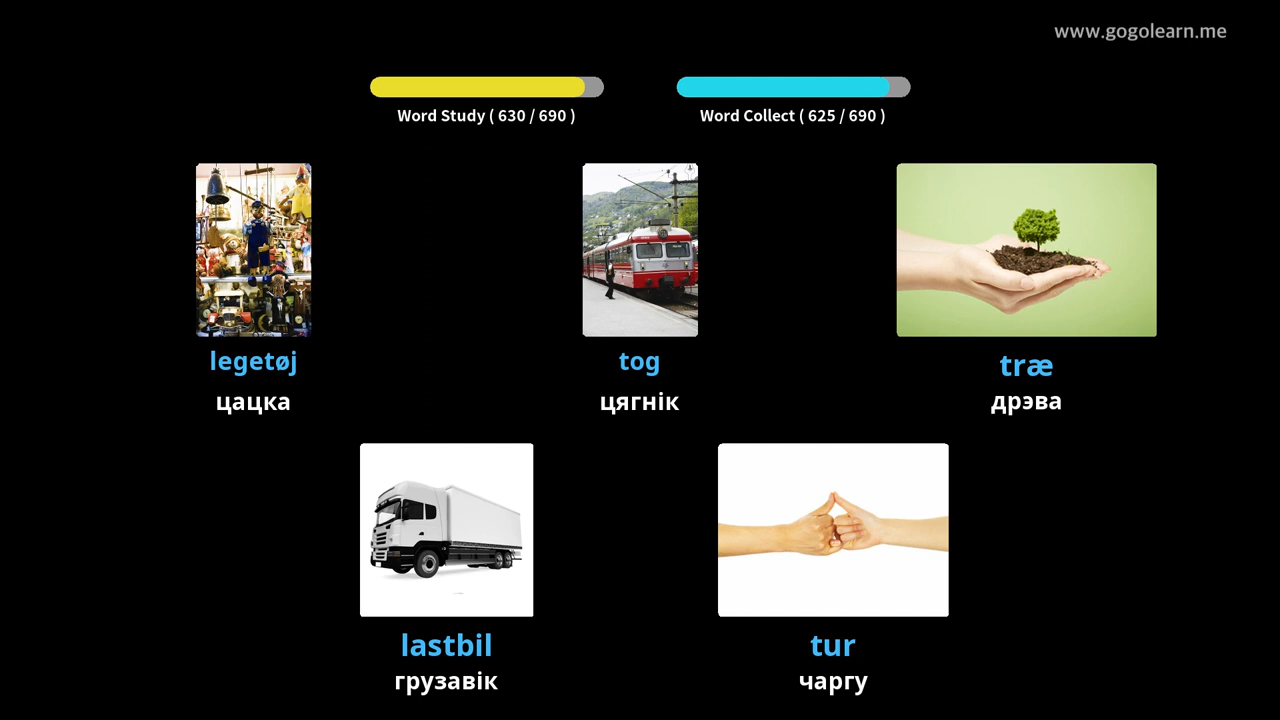 www.gogolearn.me
Word Study ( 630 / 690 )
Word Collect ( 625 / 690 )
legetøj
цацка
tog
цягнік
træ
дрэва
lastbil
грузавік
tur
чаргу